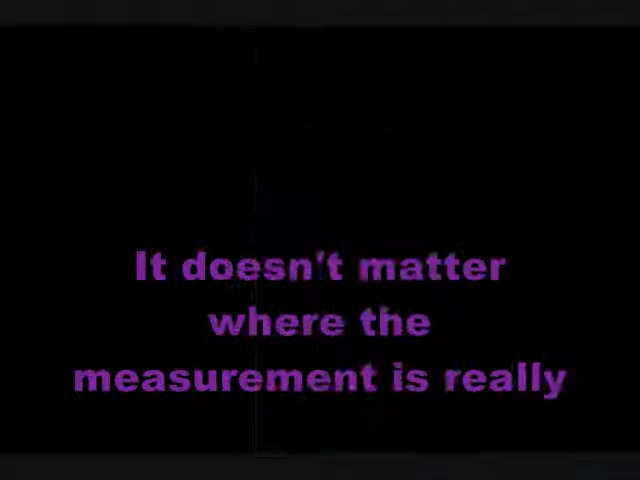 It doesn't matter
where the
measurement is really